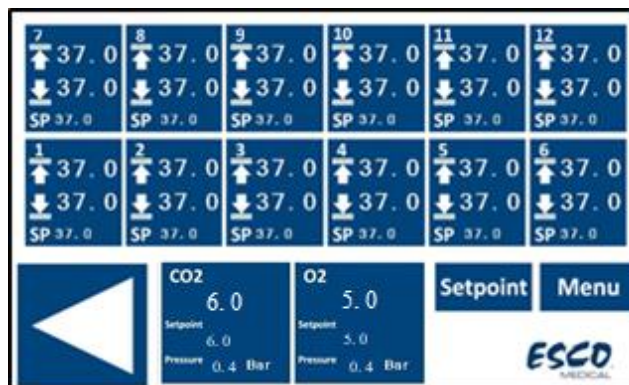 7 8 9 10 11 12
37.0 37.0 37.0 37.0 37.0 37.0
37.0 37.0 37.0 37.0 37.0 37.0
SP 37.0 SP 37.0 SP 37.0 SP 37.0 SP 37.0 SP 37.0
1 2 3 4 5 6
37.0 37.0 37.0 37.0 37.0 37.0
37.0 37.0 37.0 37.0 37.0 37.0
SP 37.0 SP 37.0 SP 37.0 SP 37.0 SP 37.0 SP 37.0
CO2
6.0
Setpoint
6.0
Pressure 0.4 Bar
O2
5.0
Setpoint
5.0
Pressure 0.4 Bar
Setpoint
Menu
ESCO
MEDICAL